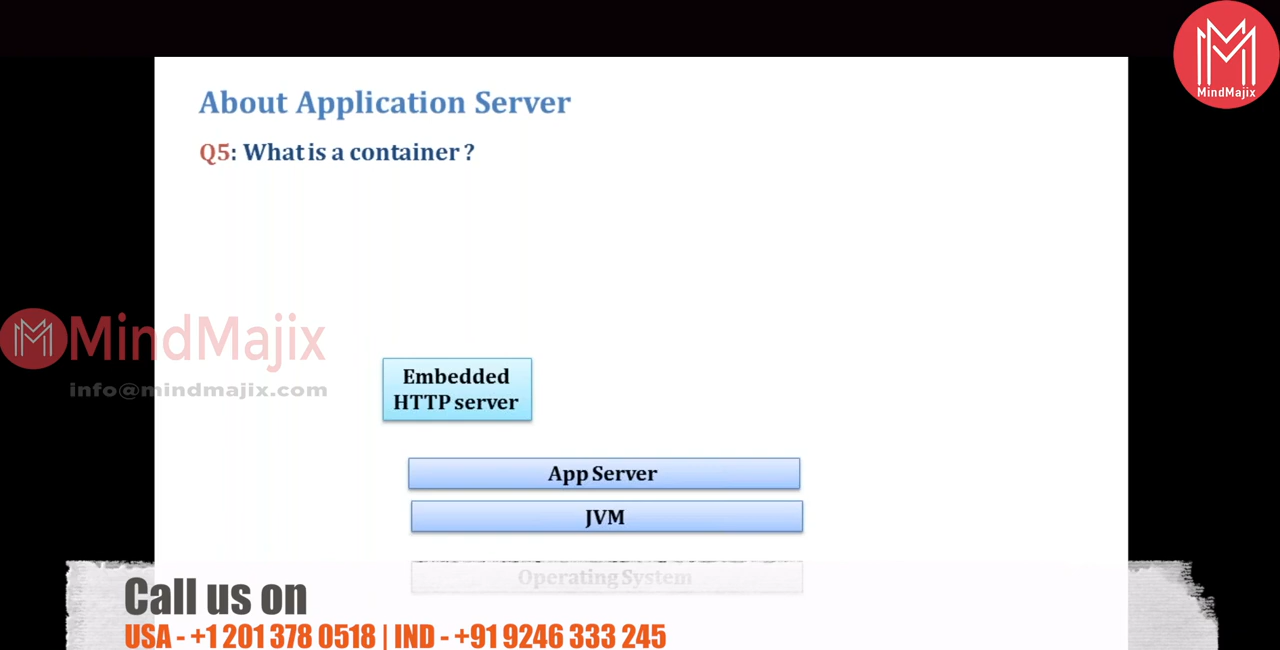 MindMajix
About Application Server
Q5: What is a container ?
MindMajix
info@mindmajix.com
Embedded
HTTP server
App Server
JVM
Operating System
Call us on
USA - +1 201 378 0518 | IND - +91 9246 333 245